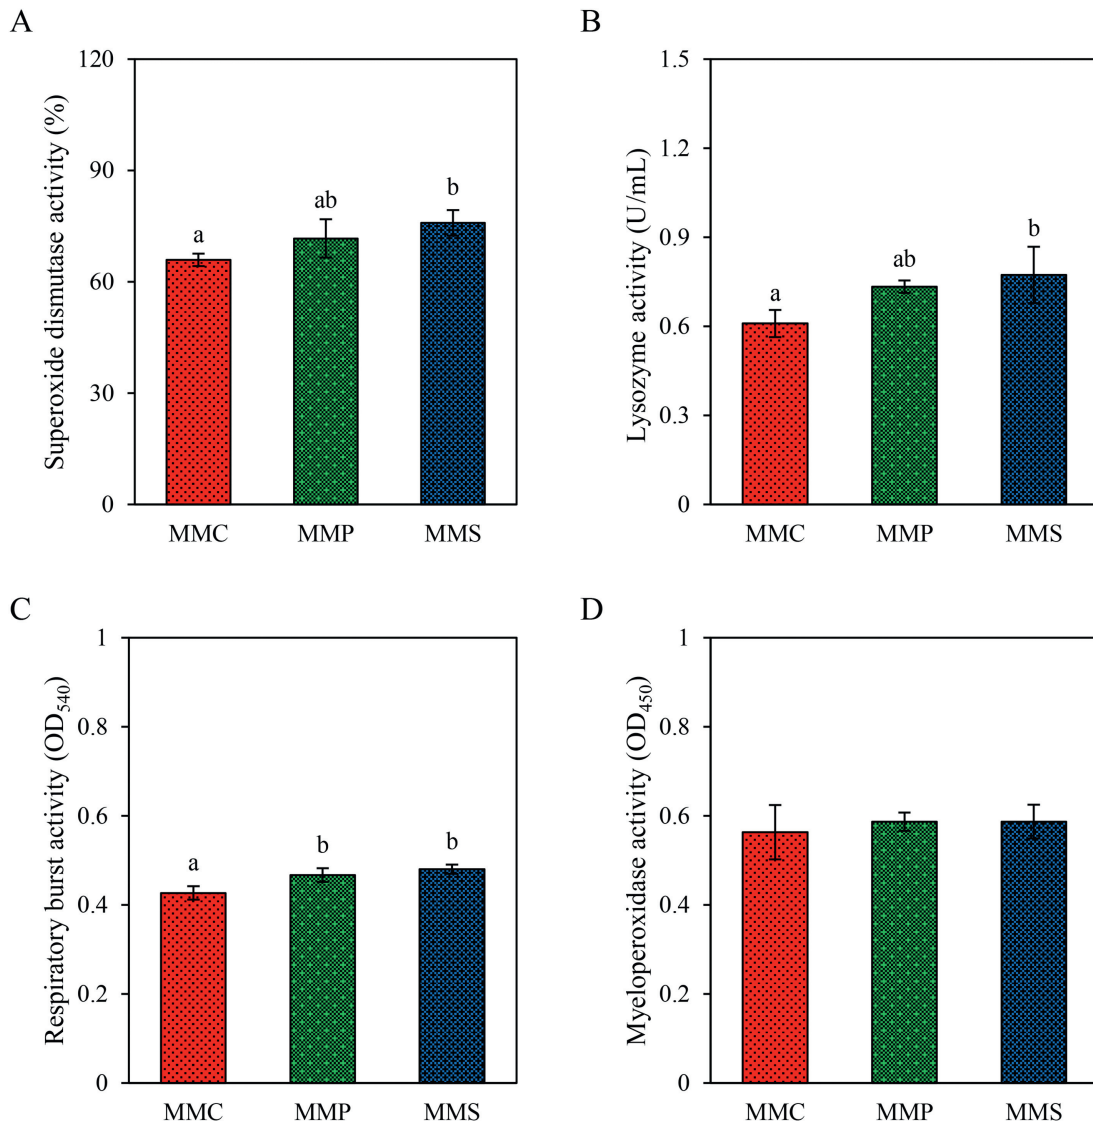 A
Superoxide dismutase activity (%)
120
90
60
30
0
a
ab
b
MMC MMP MMS
B
Lysozyme activity (U/mL)
1.5
1.2
0.9
0.6
0.3
0
a
ab
b
MMC MMP MMS
C
Respiratory burst activity (OD540)
1
0.8
0.6
0.4
0.2
0
a
b
b
MMC MMP MMS
D
Myeloperoxidase activity (OD450)
1
0.8
0.6
0.4
0.2
0
MMC MMP MMS